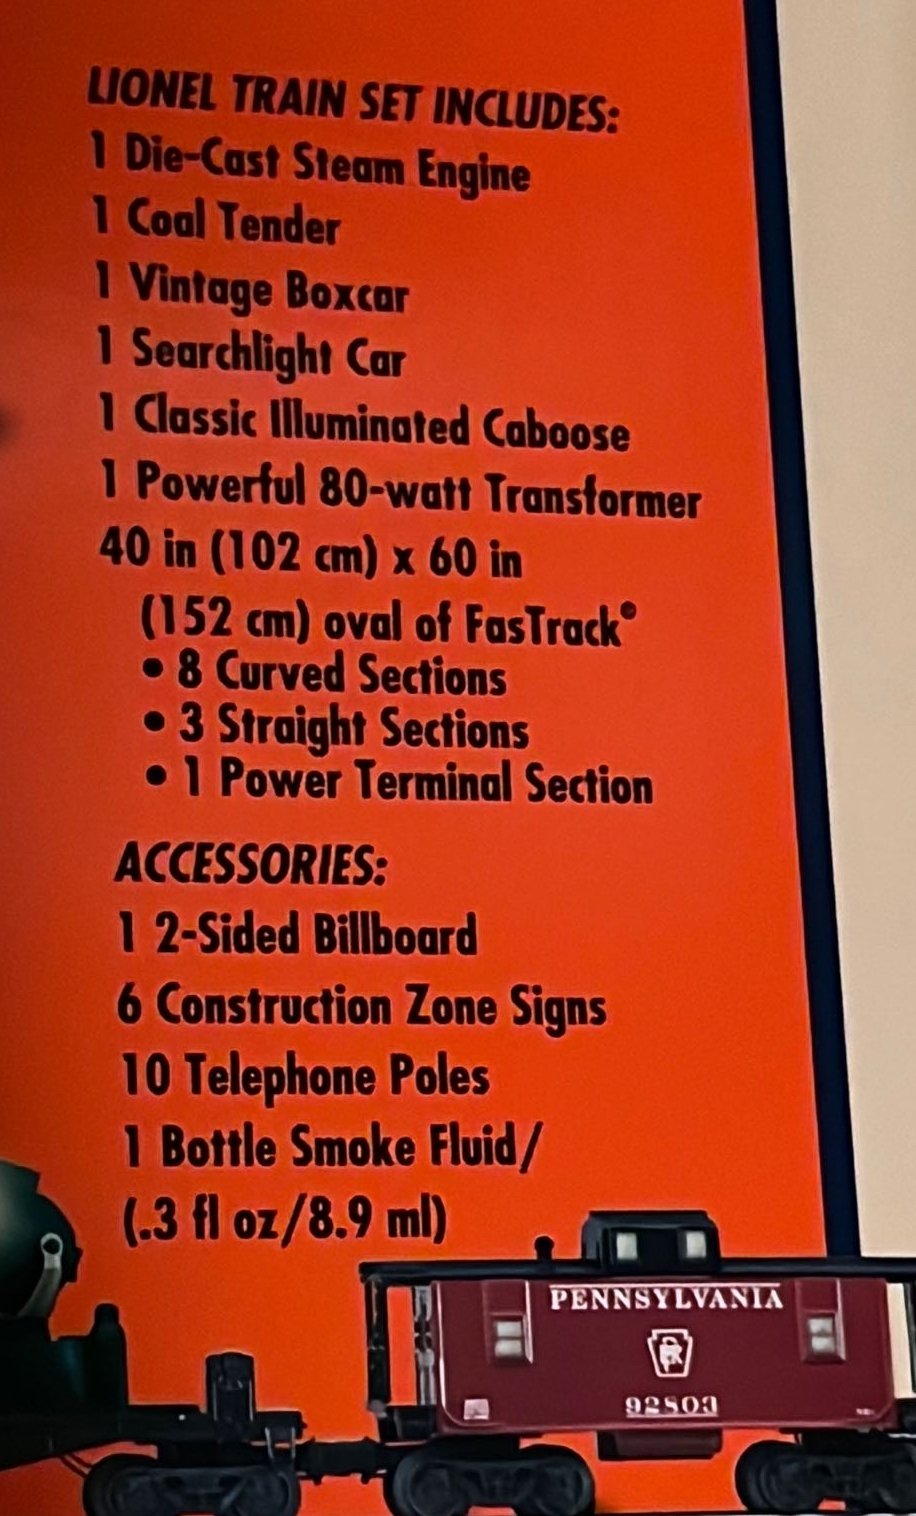 LIONEL TRAIN SET INCLUDES:
1 Die-Cast Steam Engine
1 Coal Tender
1 Vintage Boxcar
1 Searchlight Car
1 Classic Illuminated Caboose
1 Powerful 80-watt Transformer
40 in (102 cm) x 60 in
(152 cm) oval of FasTrack®
• 8 Curved Sections
• 3 Straight Sections
• 1 Power Terminal Section
ACCESSORIES:
1 2-Sided Billboard
6 Construction Zone Signs
10 Telephone Poles
1 Bottle Smoke Fluid/
(.3 fl oz/8.9 ml)
PENNSYLVANIA
92803